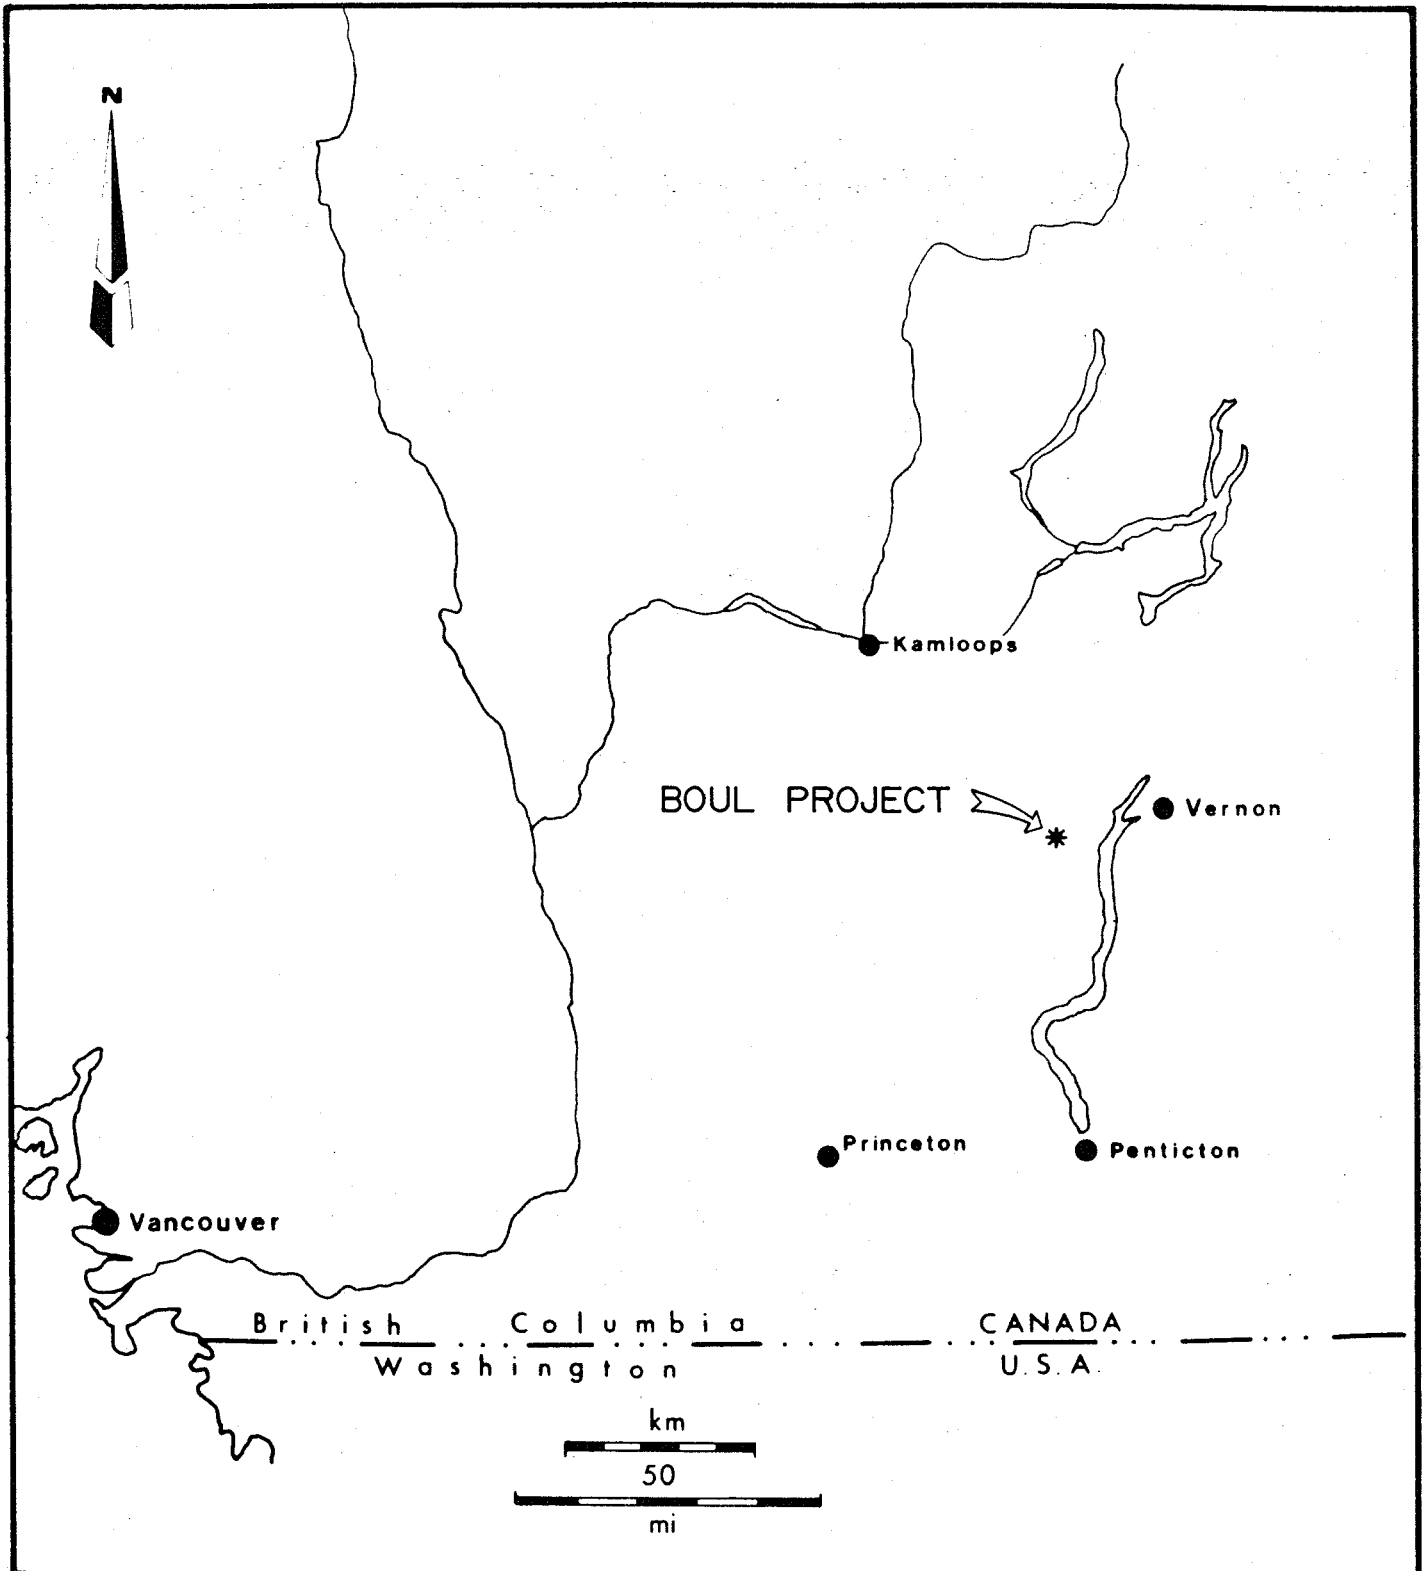 N
Kamloops
BOUL PROJECT
Vernon
Princeton
Penticton
Vancouver
British Columbia
CANADA
Washington
U.S.A.
km
50
mi